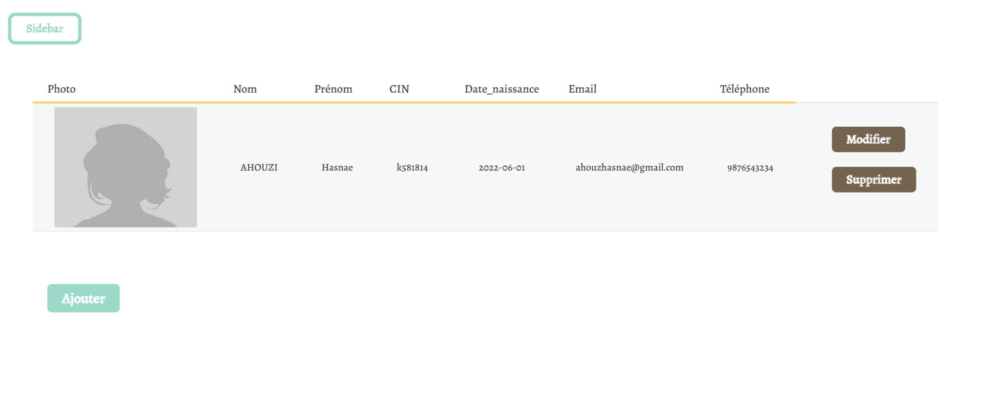 Sidebar
Photo Nom Prénom CIN Date_naissance Email Téléphone
AHOUZI Hasnae k581814 2022-06-01 ahouzhasnae@gmail.com 9876543234
Modifier
Supprimer
Ajouter